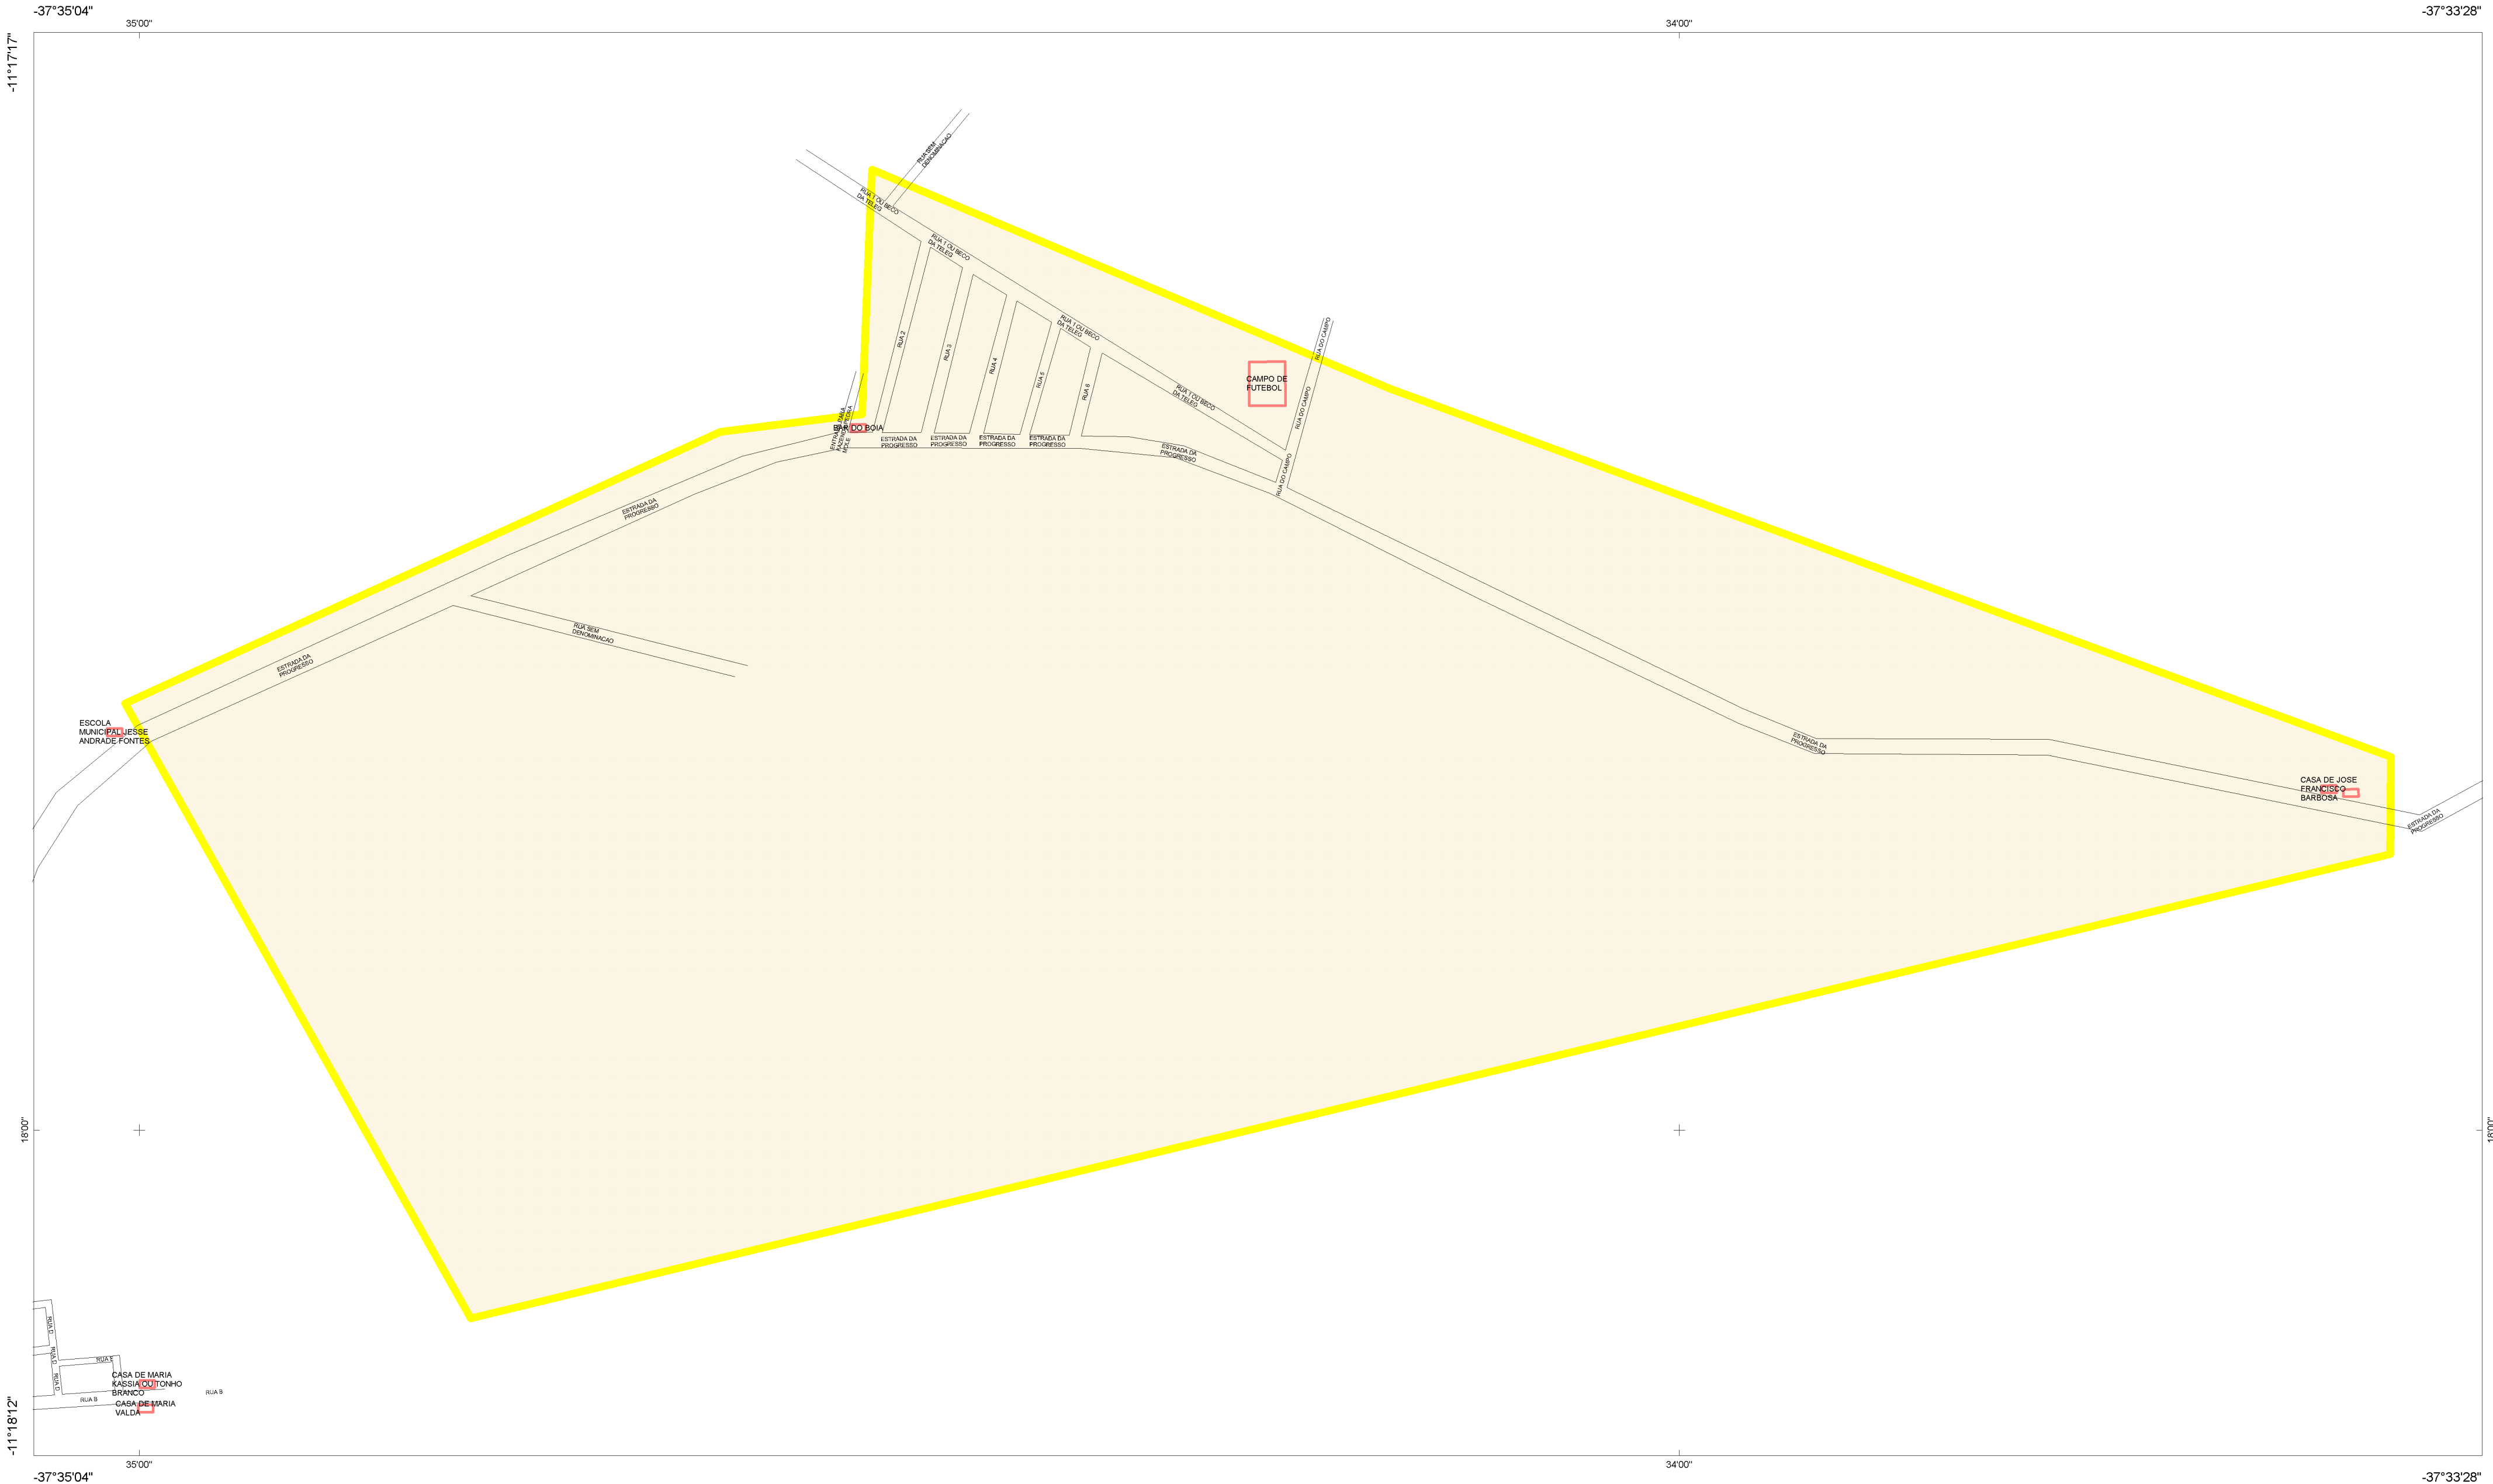 -37°35'04"
-37°33'28"
35'00"
34'00"
-11°17'17"
RUA SEM
DENOMINACAO
RUA 1 OU BECO
DA TELEG
RUA 1 OU BECO
DA TELEG
RUA 1 OU BECO
DA TELEG
RUA DO CAMPO
RUA 2
RUA 3
RUA 4
RUA 5
RUA 6
CAMPO DE
FUTEBOL
RUA 1 OU BECO
DA TELEG
RUA DO CAMPO
ENTRADA PARA
FAZENDA PEDRA
MOLE
BAR DO BOIA
ESTRADA DA
PROGRESSO
ESTRADA DA
PROGRESSO
ESTRADA DA
PROGRESSO
ESTRADA DA
PROGRESSO
ESTRADA DA
PROGRESSO
RUA DO CAMPO
ESTRADA DA
PROGRESSO
RUA SEM
DENOMINACAO
ESTRADA DA
PROGRESSO
ESCOLA
MUNICIPAL JESSE
ANDRADE FONTES
ESTRADA DA
PROGRESSO
CASA DE JOSE
FRANCISCO
BARBOSA
ESTRADA DA
PROGRESSO
18'00"
18'00"
RUA D
RUA D
RUA E
RUA D
CASA DE MARIA
KASSIA OU TONHO
BRANCO
RUA B
RUA B
CASA DE MARIA
VALDA
-11°18'12"
35'00"
34'00"
-37°35'04"
-37°33'28"